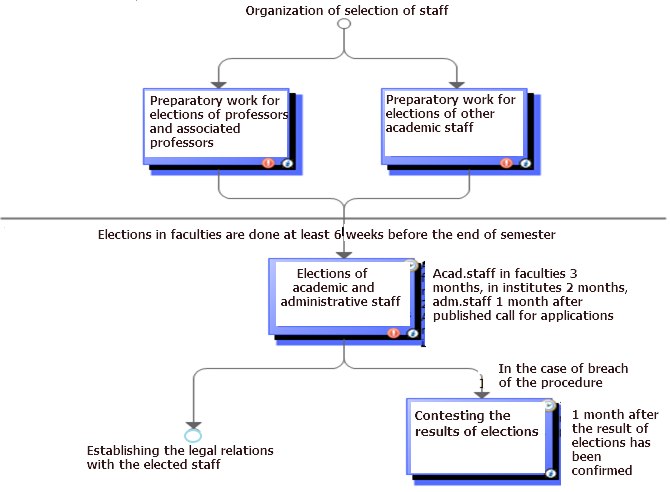 Organization of selection of staff
Preparatory work for
elections of professors
and associated
professors
Preparatory work for
elections of other
academic staff
Elections in faculties are done at least 6 weeks before the end of semester
Elections of
academic and
administrative staff
Acad.staff in faculties 3
months, in institutes 2 months,
adm.staff 1 month after
published call for applications
In the case of breach
of the procedure
Contesting the
results of elections
1 month after
the result of
elections has
been
confirmed
Establishing the legal relations
with the elected staff